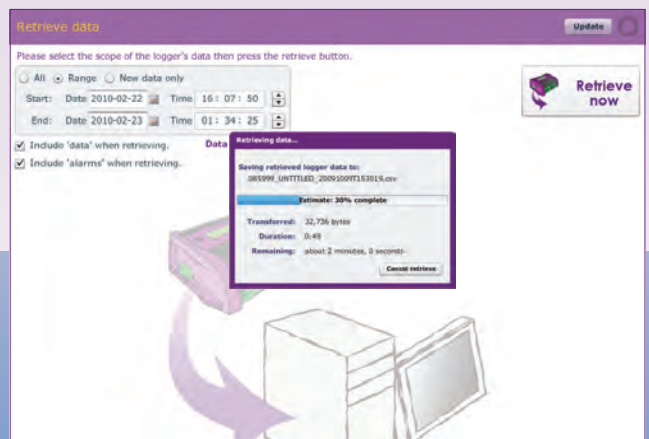 Retrieve data
Update
Please select the scope of the logger's data then press the retrieve button.
All Range New data only
Start: Date 2010-02-22 Time 16: 07: 50
End: Date 2010-02-23 Time 01: 34: 25
Retrieve
now
Include 'data' when retrieving.
Data
Include 'alarms' when retrieving.
Retrieving data...
Saving retrieved logger data to:
085999_UNTITLED_20091009T153019.csv
Estimate: 30% complete
Transferred: 32,736 bytes
Duration: 0:49
Remaining: about 2 minutes, 0 seconds
Cancel retrieve